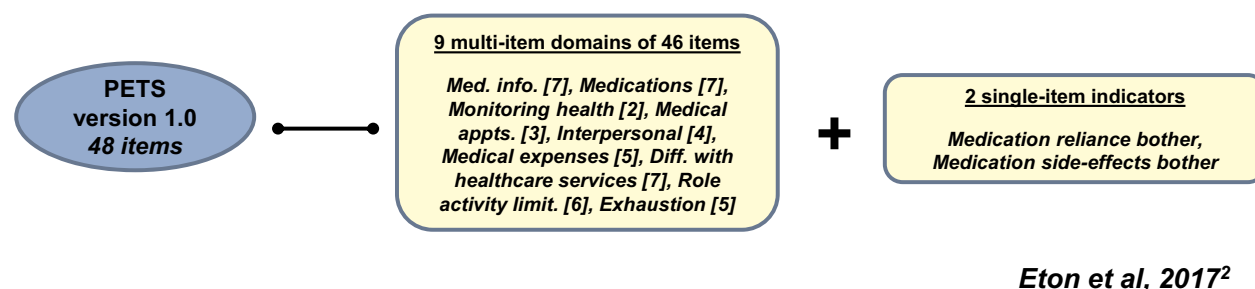 PETS
version 1.0
48 items
9 multi-item domains of 46 items
Med. info. [7], Medications [7],
Monitoring health [2], Medical
appts. [3], Interpersonal [4],
Medical expenses [5], Diff. with
healthcare services [7], Role
activity limit. [6], Exhaustion [5]
+
2 single-item indicators
Medication reliance bother,
Medication side-effects bother
Eton et al, 2017²